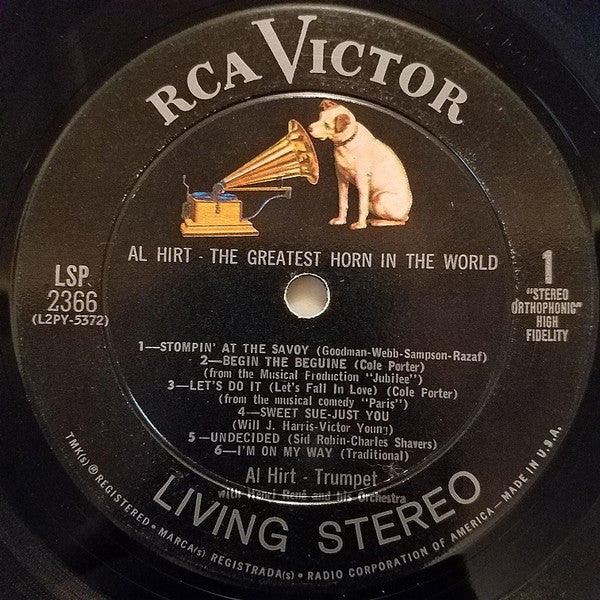 RCA VICTOR
AL HIRT - THE GREATEST HORN IN THE WORLD
LSP
2366
(L2PY-5372)
1
"STEREO
ORTHOPHONIC"
HIGH
FIDELITY
1—STOMPIN' AT THE SAVOY (Goodman-Webb-Sampson-Razaf)
2—BEGIN THE BEGUINE (Cole Porter)
(from the Musical Production "Jubilee")
3—LET'S DO IT (Let's Fall In Love) (Cole Porter)
(from the musical comedy "Paris")
4—SWEET SUE-JUST YOU
(Will J. Harris-Victor Young)
5—UNDECIDED (Sid Robin-Charles Shavers)
6—I'M ON MY WAY (Traditional)
Al Hirt - Trumpet
with Henri René and his Orchestra
LIVING STEREO
TMK(s) ® REGISTERED • MARCA(s) REGISTRADA(s) • RADIO CORPORATION OF AMERICA – MADE IN U.S.A.